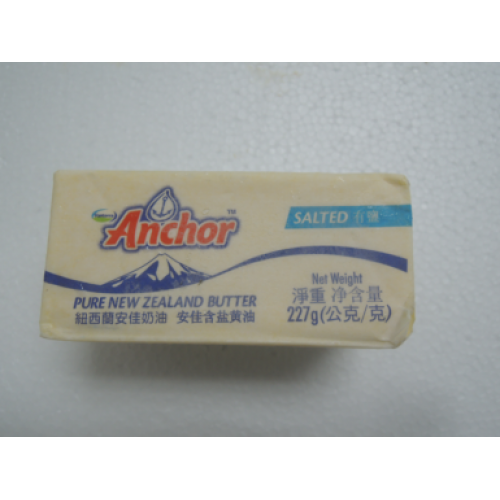 Anchor™
SALTED 有鹽
PURE NEW ZEALAND BUTTER
紐西蘭安佳奶油 安佳含盐黄油
Net Weight
淨重 净含量
227g(公克/克)